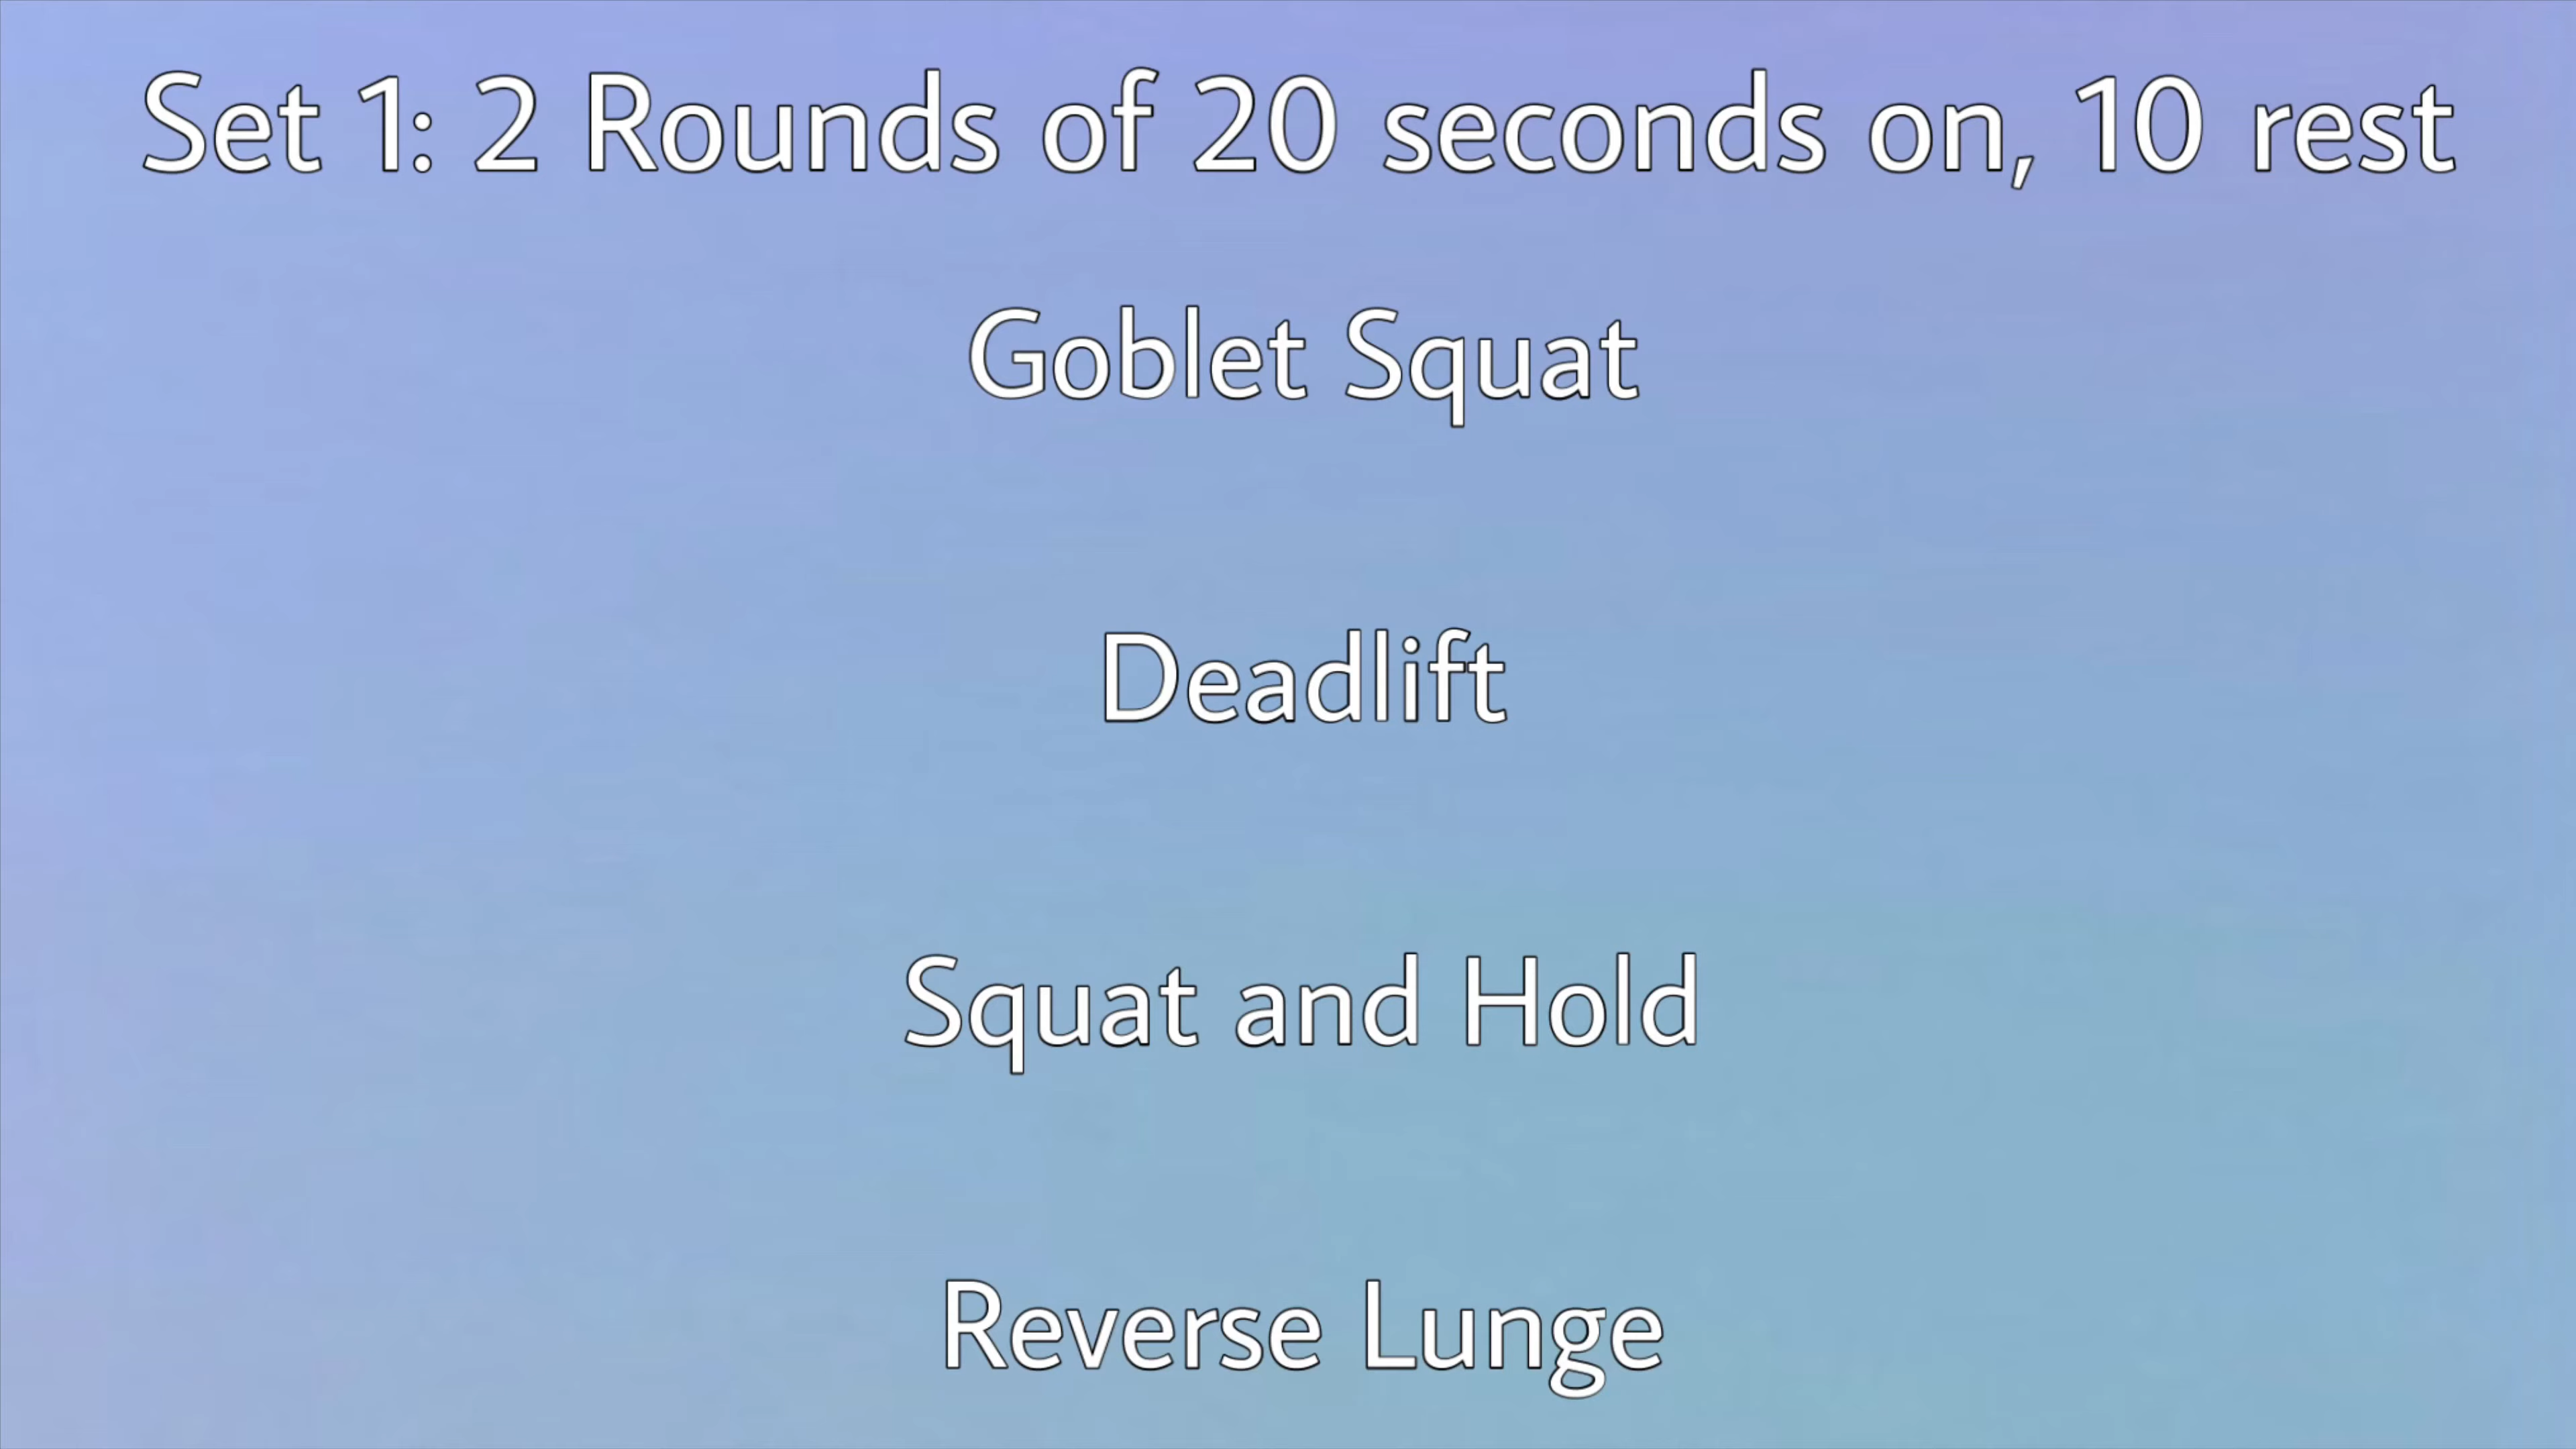 Set 1: 2 Rounds of 20 seconds on, 10 rest
Goblet Squat
Deadlift
Squat and Hold
Reverse Lunge